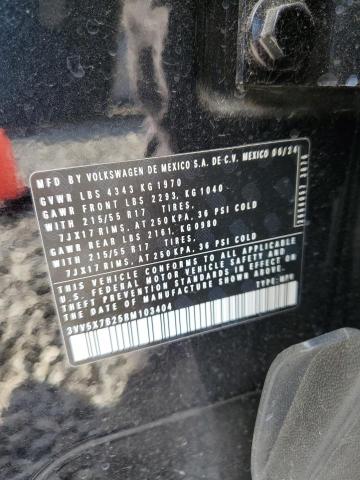 MFD BY VOLKSWAGEN DE MEXICO S.A. DE C.V. MEXICO 06/24
GVWR LBS 4343 KG 1970
GAWR FRONT LBS 2293, KG 1040
WITH 215/55 R17 TIRES,
7JX17 RIMS, AT 250 KPA, 36 PSI COLD
GAWR REAR LBS 2161, KG 0980
WITH 215/55 R17 TIRES,
7JX17 RIMS, AT 250 KPA, 36 PSI COLD
THIS VEHICLE CONFORMS TO ALL APPLICABLE
U.S. FEDERAL MOTOR VEHICLE SAFETY AND
THEFT PREVENTION STANDARDS IN EFFECT ON
THE DATE OF MANUFACTURE SHOWN ABOVE
3VV5X7B25RM103404 TYPE: MPV